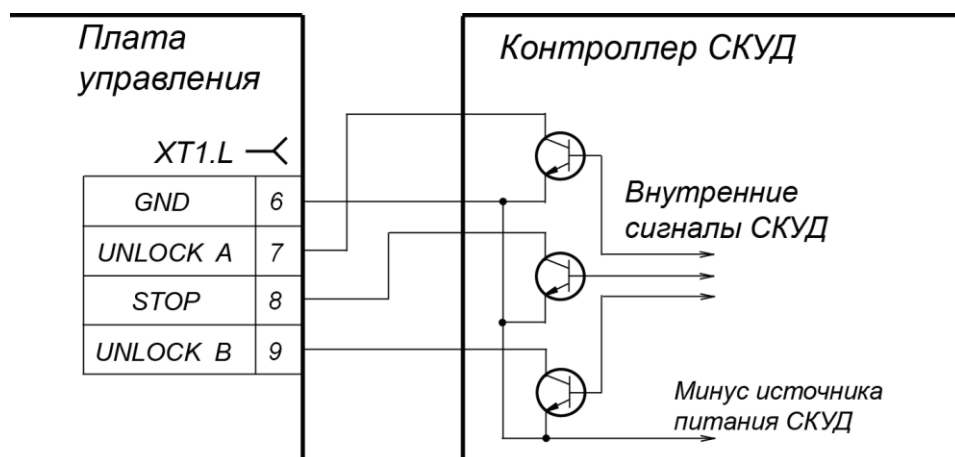 Плата
управления
Контроллер СКУД
XT1.L
GND 6
UNLOCK A 7
STOP 8
UNLOCK B 9
Внутренние
сигналы СКУД
Минус источника
питания СКУД